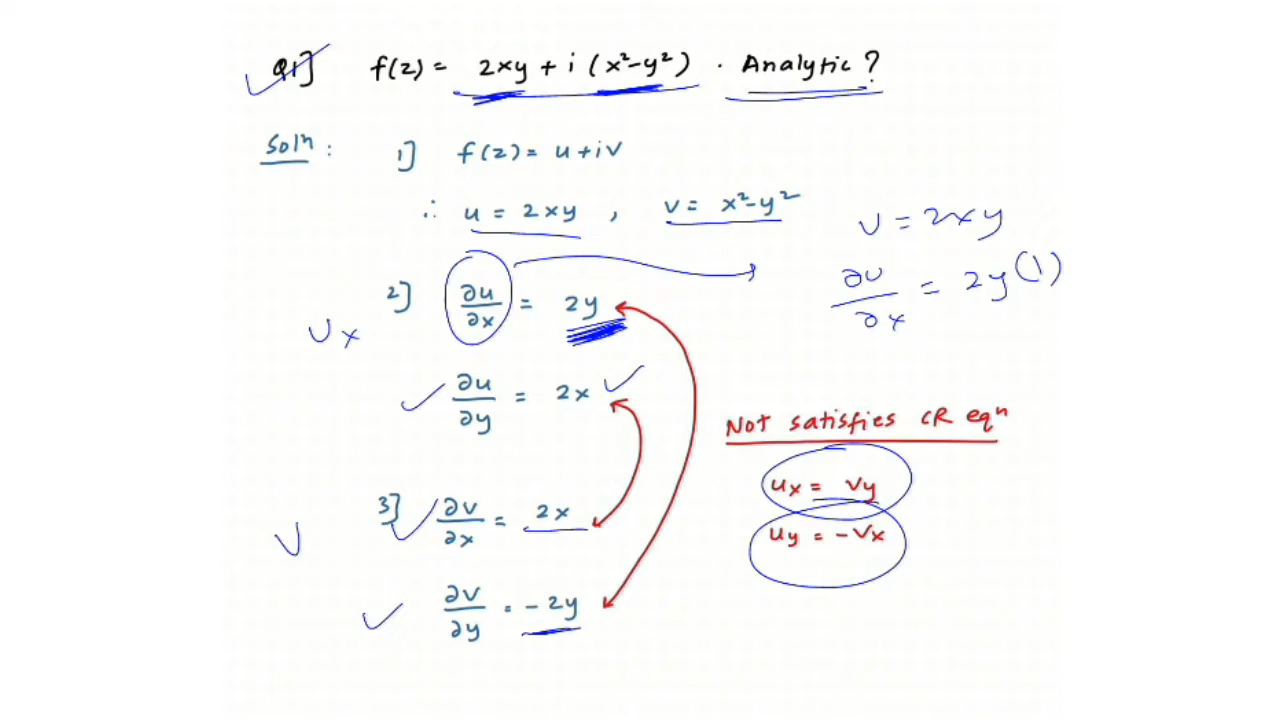 Q1] f(z) = 2xy + i (x²-y²) . Analytic ?
Solⁿ : 1] f(z) = u + iv
∴ u = 2xy , v = x²-y²
U = 2xy
2] ∂u/∂x = 2y
∂U/∂x = 2y(1)
Ux
∂u/∂y = 2x
Not satisfies CR eqⁿ
ux = vy
uy = -vx
3] ∂v/∂x = 2x
V
∂v/∂y = -2y